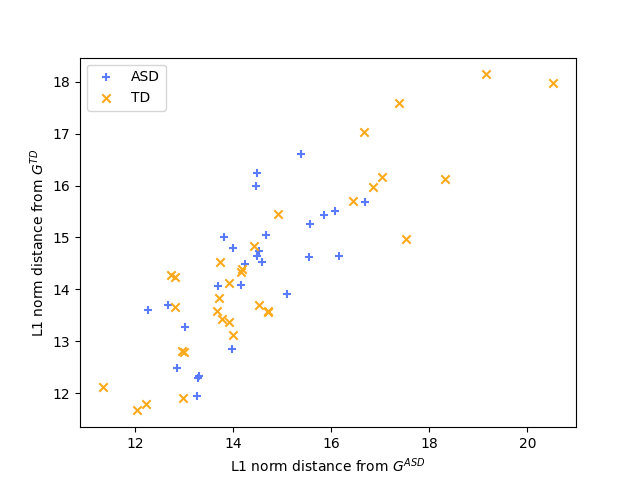 ASD
TD
18
17
16
15
14
13
12
L1 norm distance from G^{TD}
12 14 16 18 20
L1 norm distance from G^{ASD}